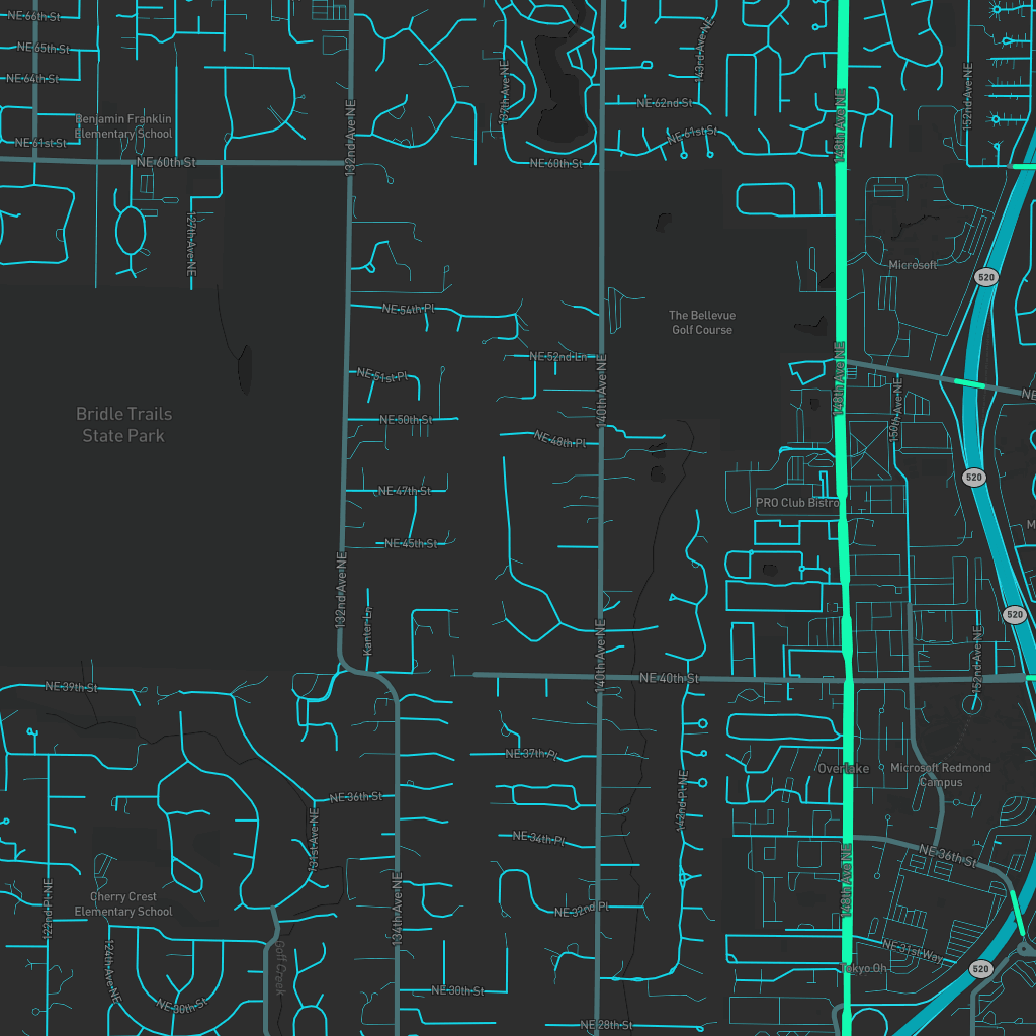 NE 66th St
NE 65th St
NE 64th St
NE 61st St
Benjamin Franklin
Elementary School
NE 60th St
127th Ave NE
132nd Ave NE
137th Ave NE
143rd Ave NE
NE 62nd St
NE 61st St
NE 60th St
148th Ave NE
152nd Ave NE
Microsoft
520
NE 54th Pl
The Bellevue
Golf Course
NE 52nd Ln
NE 51st Pl
140th Ave NE
148th Ave NE
150th Ave NE
NE
Bridle Trails
State Park
NE 50th St
NE 48th Pl
520
NE 47th St
PRO Club Bistro
M
NE 45th St
132nd Ave NE
Kanter Ln
140th Ave NE
520
152nd Ave NE
NE 40th St
NE 39th St
NE 37th Pl
Overlake
Microsoft Redmond
Campus
NE 36th St
142nd Pl NE
131st Ave NE
NE 34th Pl
NE 36th St
148th Ave NE
Cherry Crest
Elementary School
122nd Pl NE
134th Ave NE
NE 32nd Pl
NE 31st Way
124th Ave NE
Golf Creek
Tokyo Oh
520
NE 30th St
NE 30th St
NE 28th St